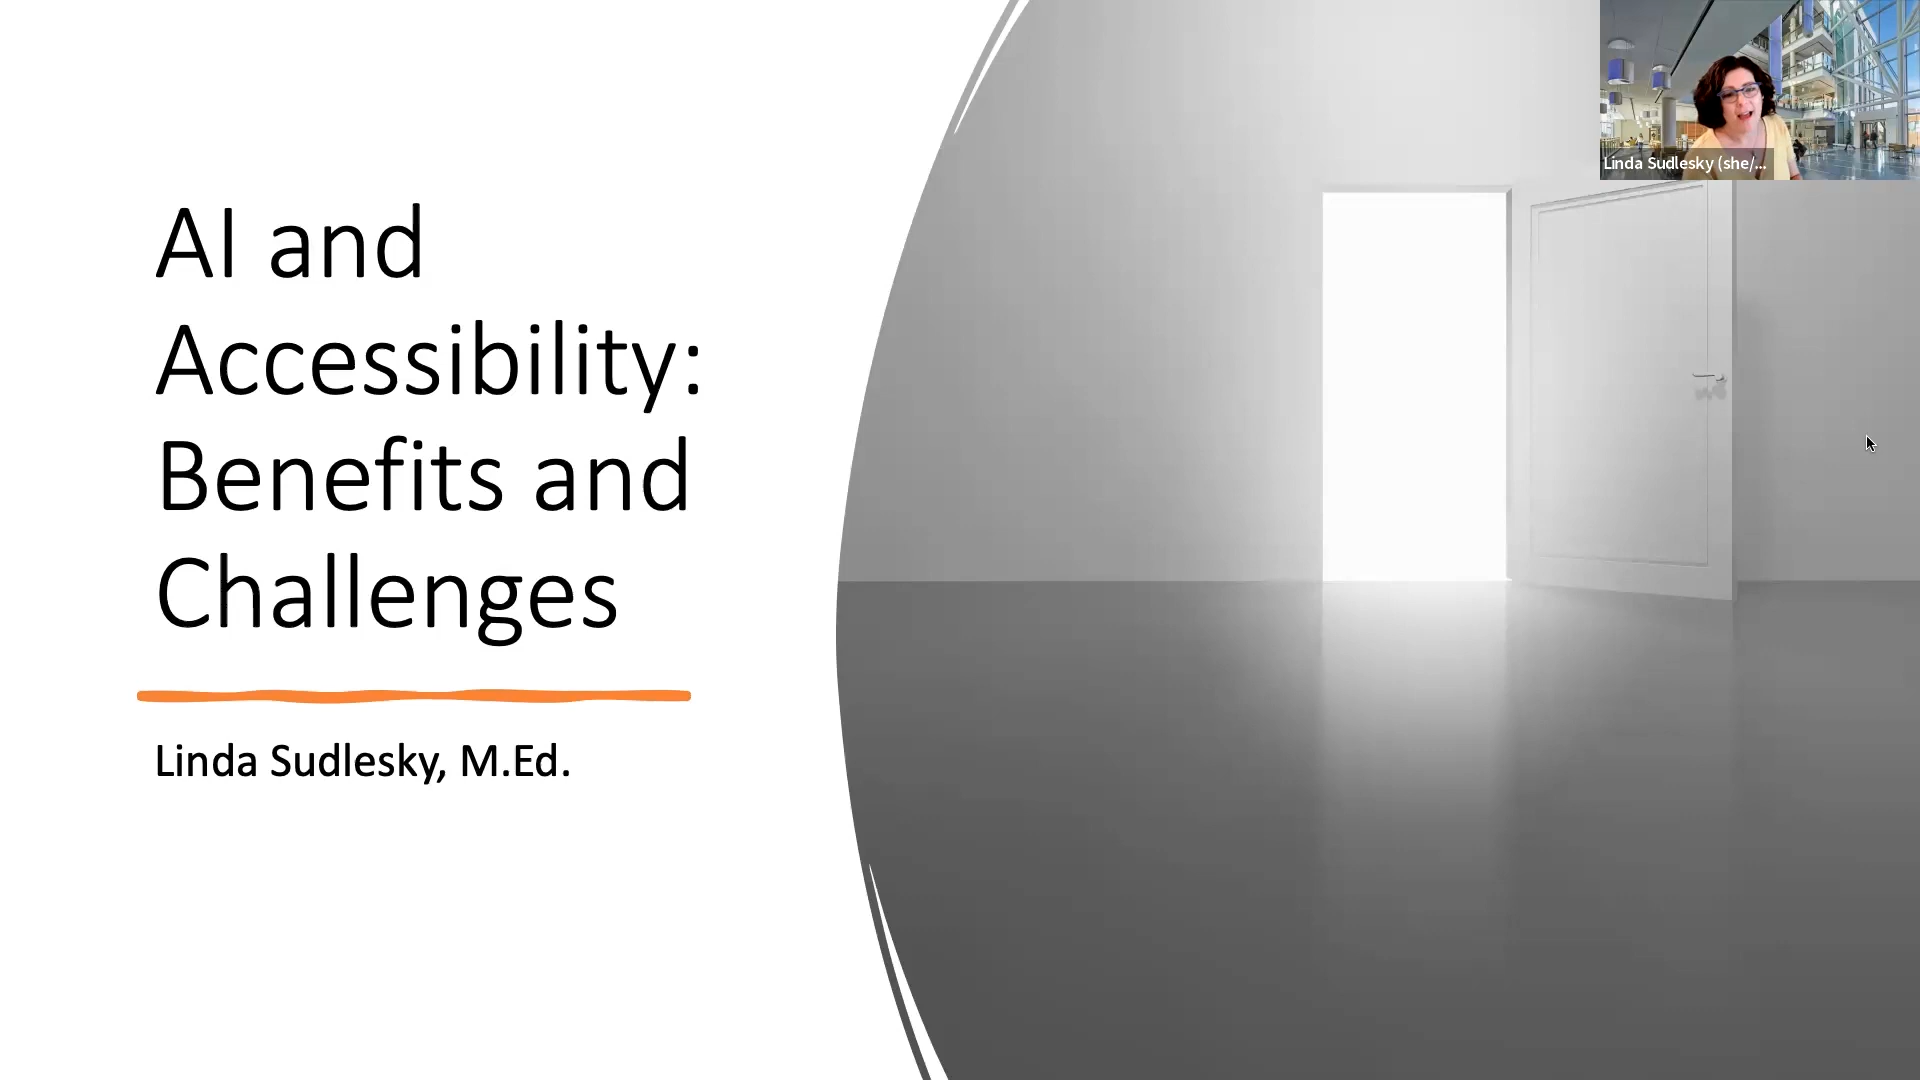 AI and
Accessibility:
Benefits and
Challenges
Linda Sudlesky, M.Ed.
Linda Sudlesky (she/...